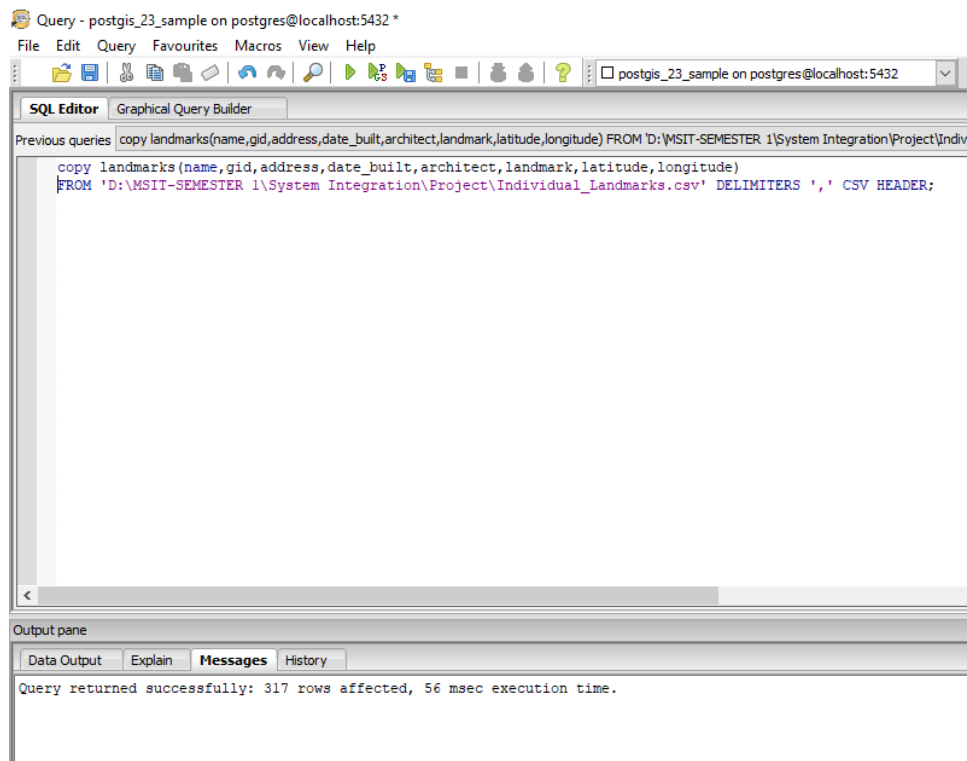 Query - postgis_23_sample on postgres@localhost:5432 *
File Edit Query Favourites Macros View Help
postgis_23_sample on postgres@localhost:5432
SQL Editor Graphical Query Builder
Previous queries copy landmarks(name,gid,address,date_built,architect,landmark,latitude,longitude) FROM 'D:\MSIT-SEMESTER 1\System Integration\Project\Indiv
copy landmarks(name,gid,address,date_built,architect,landmark,latitude,longitude)
FROM 'D:\MSIT-SEMESTER 1\System Integration\Project\Individual_Landmarks.csv' DELIMITERS ',' CSV HEADER;
Output pane
Data Output Explain Messages History
Query returned successfully: 317 rows affected, 56 msec execution time.